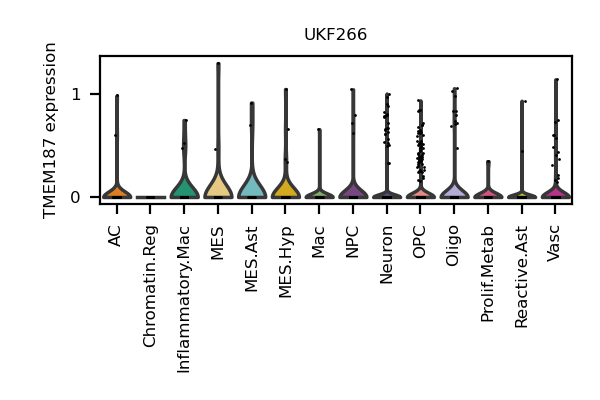 UKF266
TMEM187 expression
1
0
AC
Chromatin.Reg
Inflammatory.Mac
MES
MES.Ast
MES.Hyp
Mac
NPC
Neuron
OPC
Oligo
Prolif.Metab
Reactive.Ast
Vasc